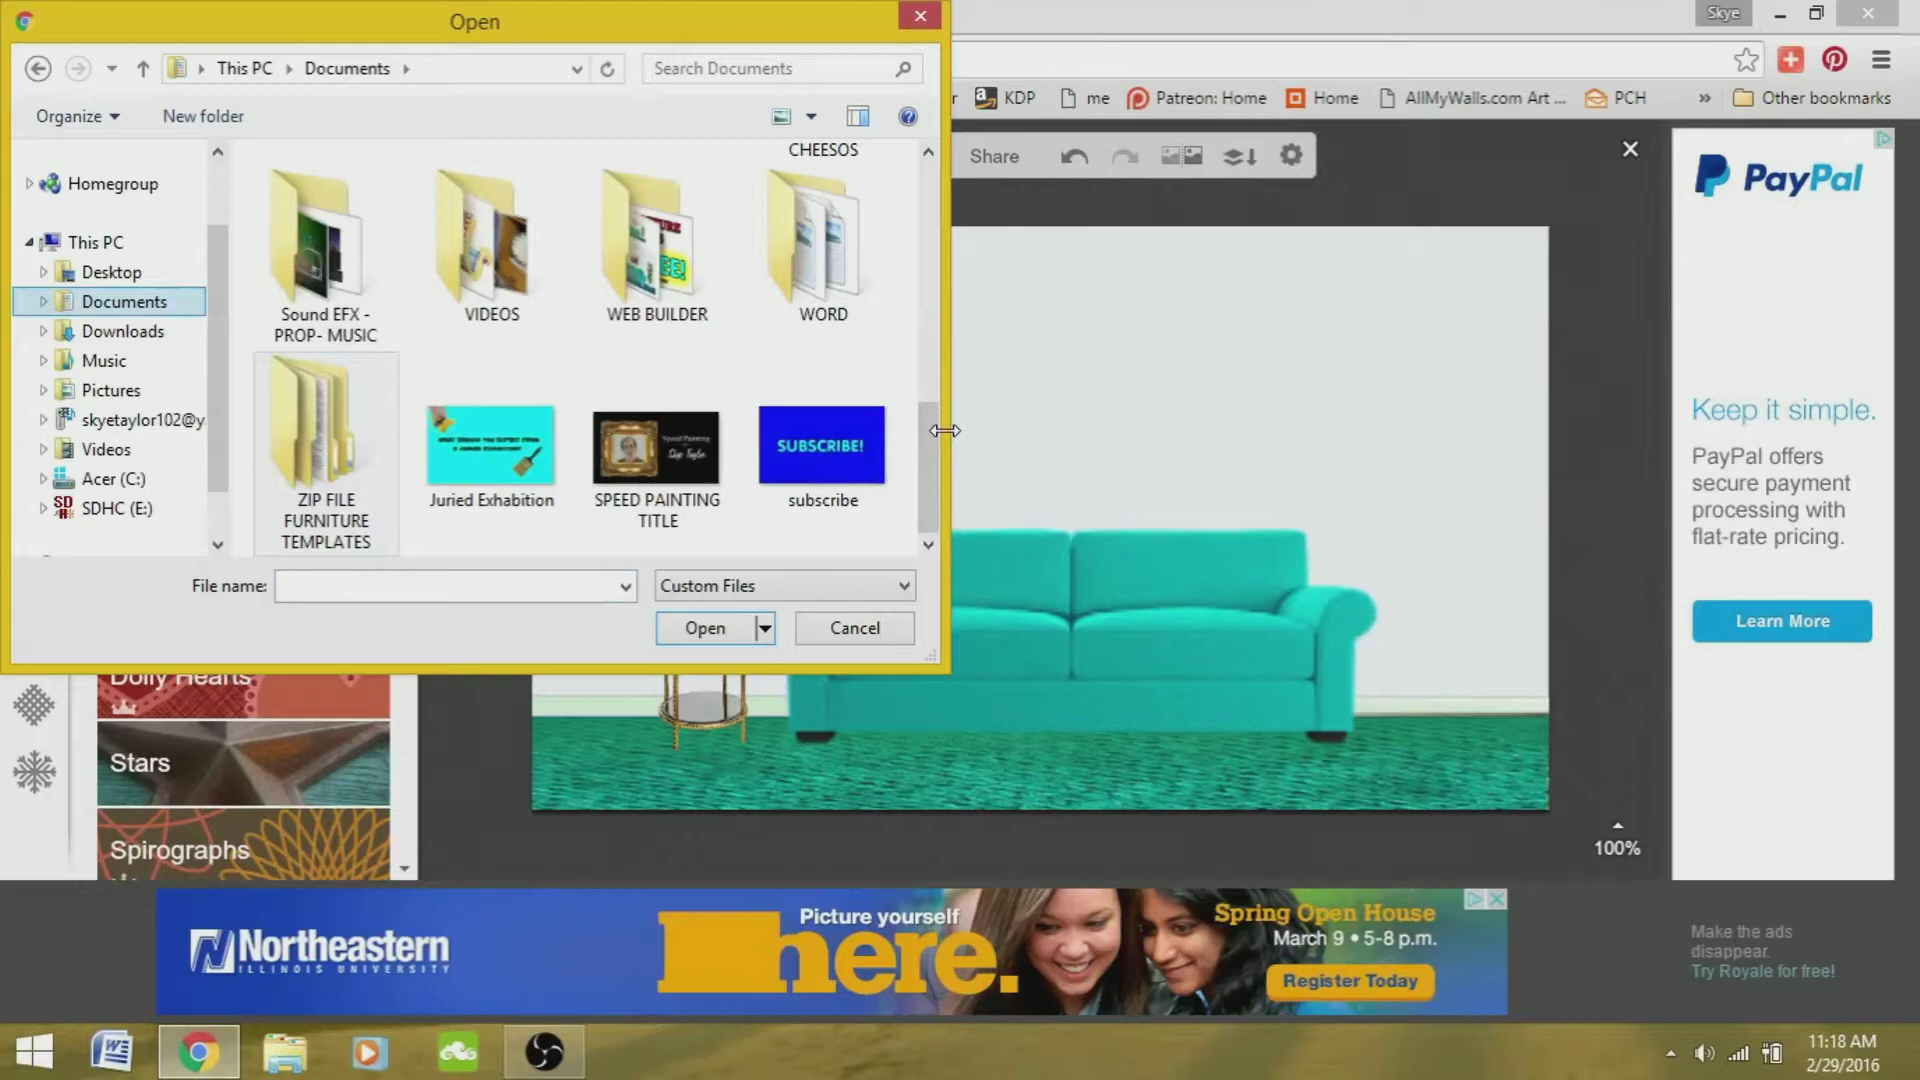 Open
Skye
This PC
Documents
Search Documents
KDP
me
Patreon: Home
Home
AllMyWalls.com Art ...
PCH
»
Other bookmarks
Organize
New folder
CHEESOS
Share
Homegroup
This PC
Desktop
Documents
Downloads
Music
Pictures
skyetaylor102@y
Videos
Acer (C:)
SDHC (E:)
Sound EFX -
PROP- MUSIC
VIDEOS
WEB BUILDER
WORD
SUBSCRIBE!
ZIP FILE
FURNITURE
TEMPLATES
Juried Exhabition
SPEED PAINTING
TITLE
subscribe
File name:
Custom Files
Open
Cancel
PayPal
Keep it simple.
PayPal offers
secure payment
processing with
flat-rate pricing.
Learn More
Dolly Hearts
Stars
Spirographs
100%
Northeastern
ILLINOIS UNIVERSITY
Picture yourself
here.
Spring Open House
March 9 • 5-8 p.m.
Register Today
Make the ads
disappear.
Try Royale for free!
11:18 AM
2/29/2016